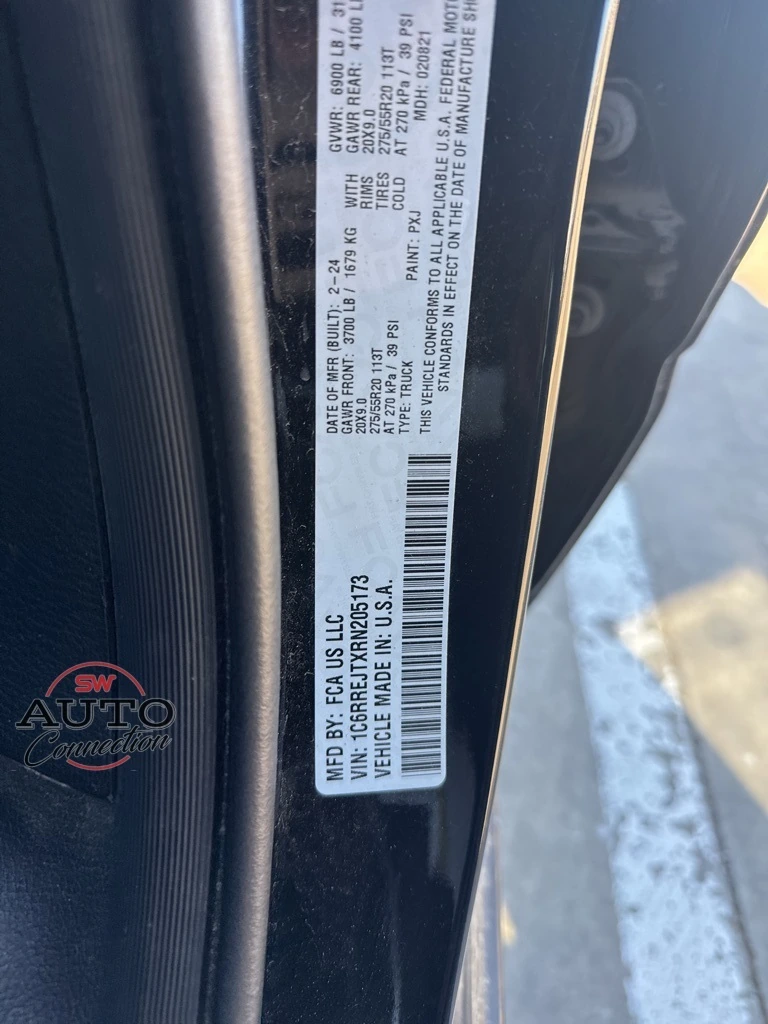 MFD BY: FCA US LLC
VIN: 1C6RREJTXRN205173
VEHICLE MADE IN: U.S.A.
DATE OF MFR (BUILT): 2-24
GVWR: 6900 LB / 31
GAWR FRONT: 3700 LB / 1679 KG WITH GAWR REAR: 4100 LB
20X9.0 RIMS 20X9.0
275/55R20 113T TIRES 275/55R20 113T
AT 270 kPa / 39 PSI COLD AT 270 kPa / 39 PSI
TYPE: TRUCK PAINT: PXJ MDH: 020821
THIS VEHICLE CONFORMS TO ALL APPLICABLE U.S.A. FEDERAL MOTO
STANDARDS IN EFFECT ON THE DATE OF MANUFACTURE SH
SW
AUTO
Connection